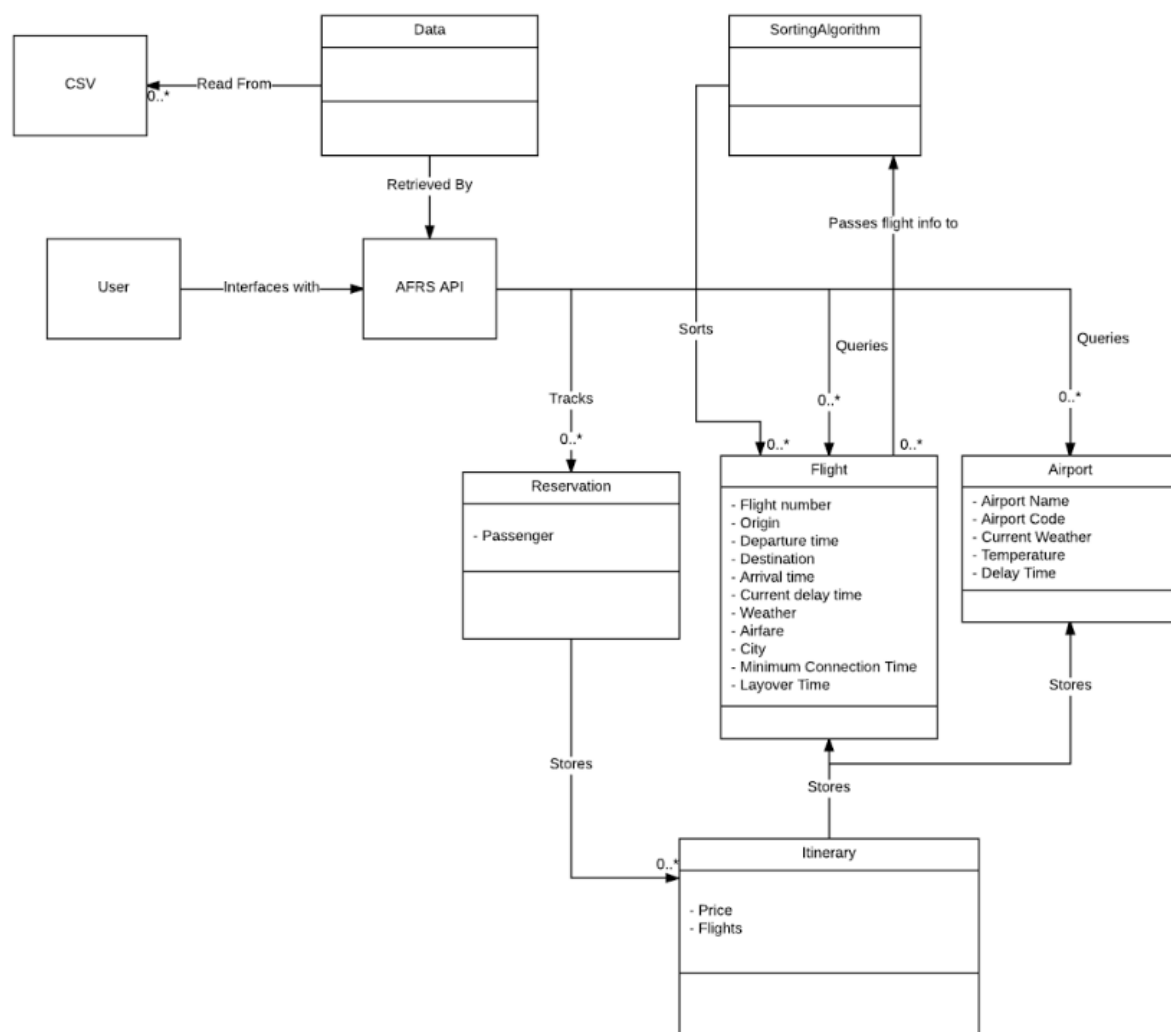 Data
SortingAlgorithm
CSV
0..*
Read From
Retrieved By
Passes flight info to
User
Interfaces with
AFRS API
Sorts
Queries
Queries
Tracks
0..*
0..*
0..*
0..*
0..*
Reservation
- Passenger
Flight
- Flight number
- Origin
- Departure time
- Destination
- Arrival time
- Current delay time
- Weather
- Airfare
- City
- Minimum Connection Time
- Layover Time
Airport
- Airport Name
- Airport Code
- Current Weather
- Temperature
- Delay Time
Stores
Stores
Stores
0..*
Itinerary
- Price
- Flights